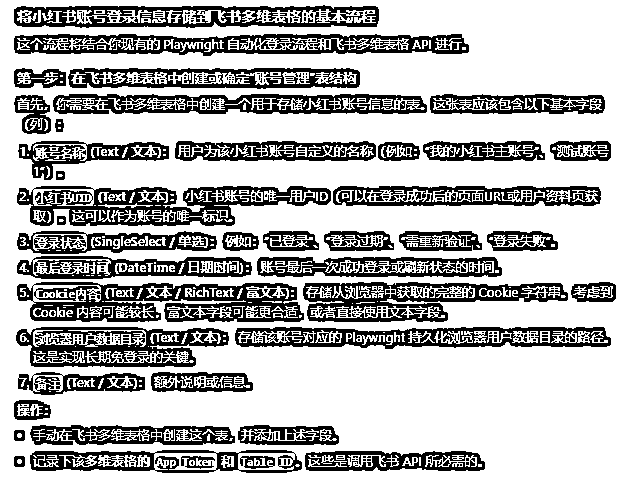 将小红书账号登录信息存储到飞书多维表格的基本流程
这个流程将结合你现有的 Playwright 自动化登录流程和飞书多维表格 API 进行。
第一步：在飞书多维表格中创建或确定“账号管理”表结构
首先，你需要在飞书多维表格中创建一个用于存储小红书账号信息的表。这张表应该包含以下基本字段
（列）：
1. 账号名称 (Text / 文本)： 用户为该小红书账号自定义的名称（例如：“我的小红书主账号”、“测试账号
1”）。
2. 小红书ID (Text / 文本)： 小红书账号的唯一用户ID（可以在登录成功后的页面URL或用户资料页获
取）。这可以作为账号的唯一标识。
3. 登录状态 (SingleSelect / 单选)： 例如：“已登录”、“登录过期”、“需重新验证”、“登录失败”。
4. 最后登录时间 (DateTime / 日期时间)： 账号最后一次成功登录或刷新状态的时间。
5. Cookie内容 (Text / 文本 / RichText / 富文本)： 存储从浏览器中获取的完整的 Cookie 字符串。考虑到
Cookie 内容可能较长，富文本字段可能更合适，或者直接使用文本字段。
6. 浏览器用户数据目录 (Text / 文本)： 存储该账号对应的 Playwright 持久化浏览器用户数据目录的路径。
这是实现长期免登录的关键。
7. 备注 (Text / 文本)： 额外说明或信息。
操作：
• 手动在飞书多维表格中创建这个表，并添加上述字段。
• 记录下该多维表格的 App Token 和 Table ID。这些是调用飞书 API 所必需的。